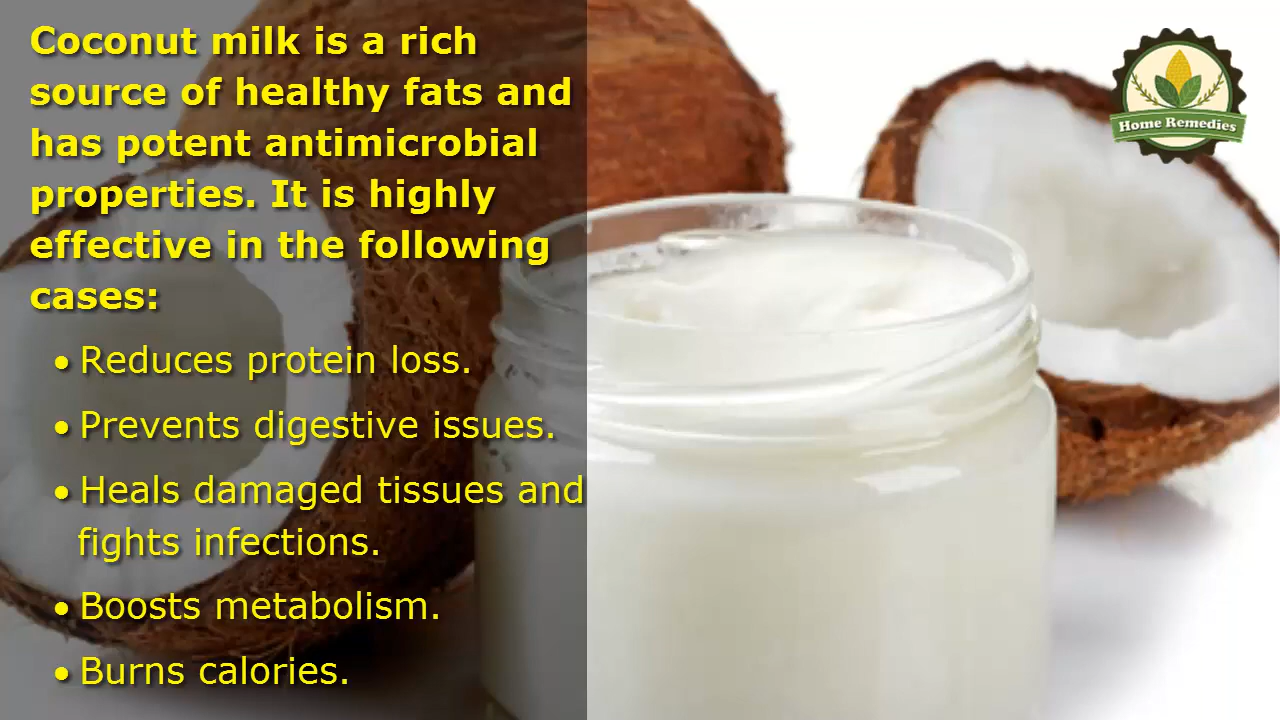 Coconut milk is a rich
source of healthy fats and
has potent antimicrobial
properties. It is highly
effective in the following
cases:
• Reduces protein loss.
• Prevents digestive issues.
• Heals damaged tissues and
fights infections.
• Boosts metabolism.
• Burns calories.
Home Remedies